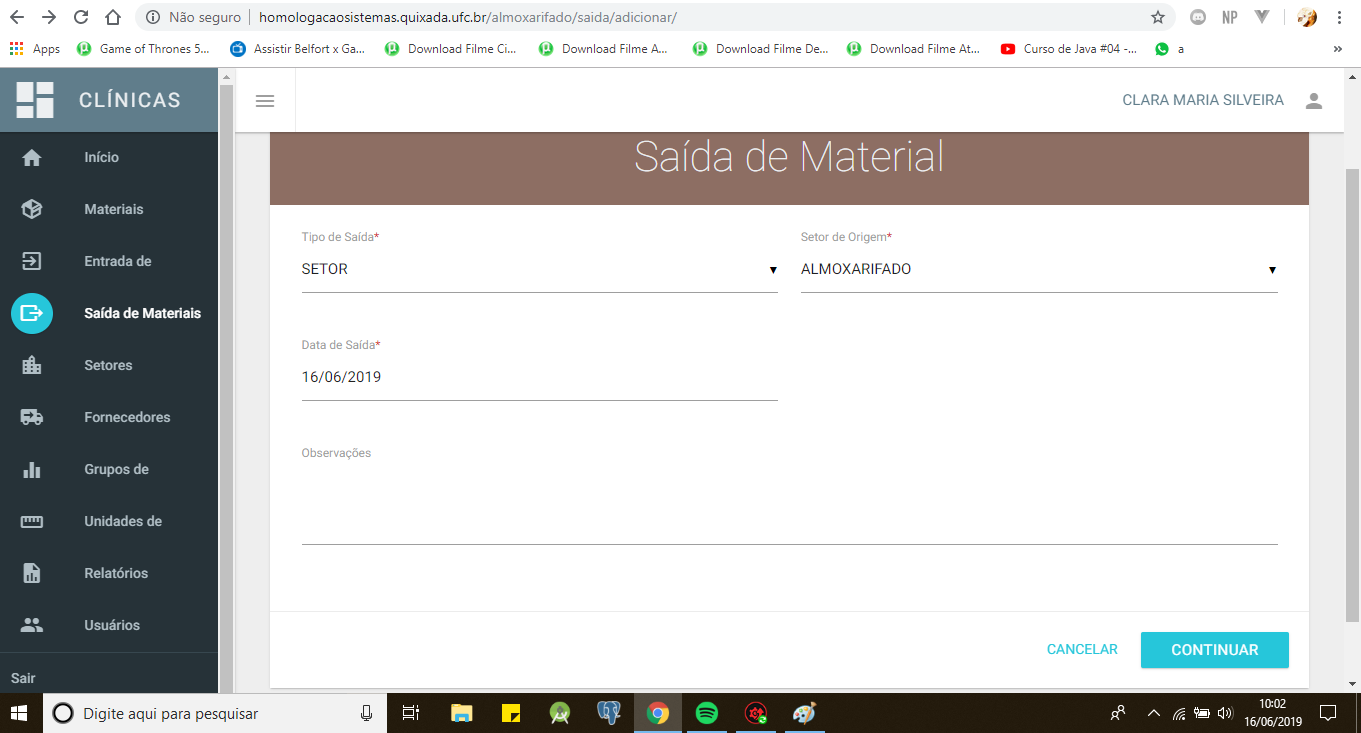 Não seguro | homologacaosistemas.quixada.ufc.br/almoxarifado/saida/adicionar/
NP
Apps Game of Thrones 5... Assistir Belfort x Ga... Download Filme Ci... Download Filme A... Download Filme De... Download Filme At... Curso de Java #04 -... a »
CLÍNICAS
CLARA MARIA SILVEIRA
Início
Materiais
Entrada de
Saída de Materiais
Setores
Fornecedores
Grupos de
Unidades de
Relatórios
Usuários
Sair
Saída de Material
Tipo de Saída* Setor de Origem*
SETOR ALMOXARIFADO
Data de Saída*
16/06/2019
Observações
CANCELAR CONTINUAR
Digite aqui para pesquisar
10:02
16/06/2019